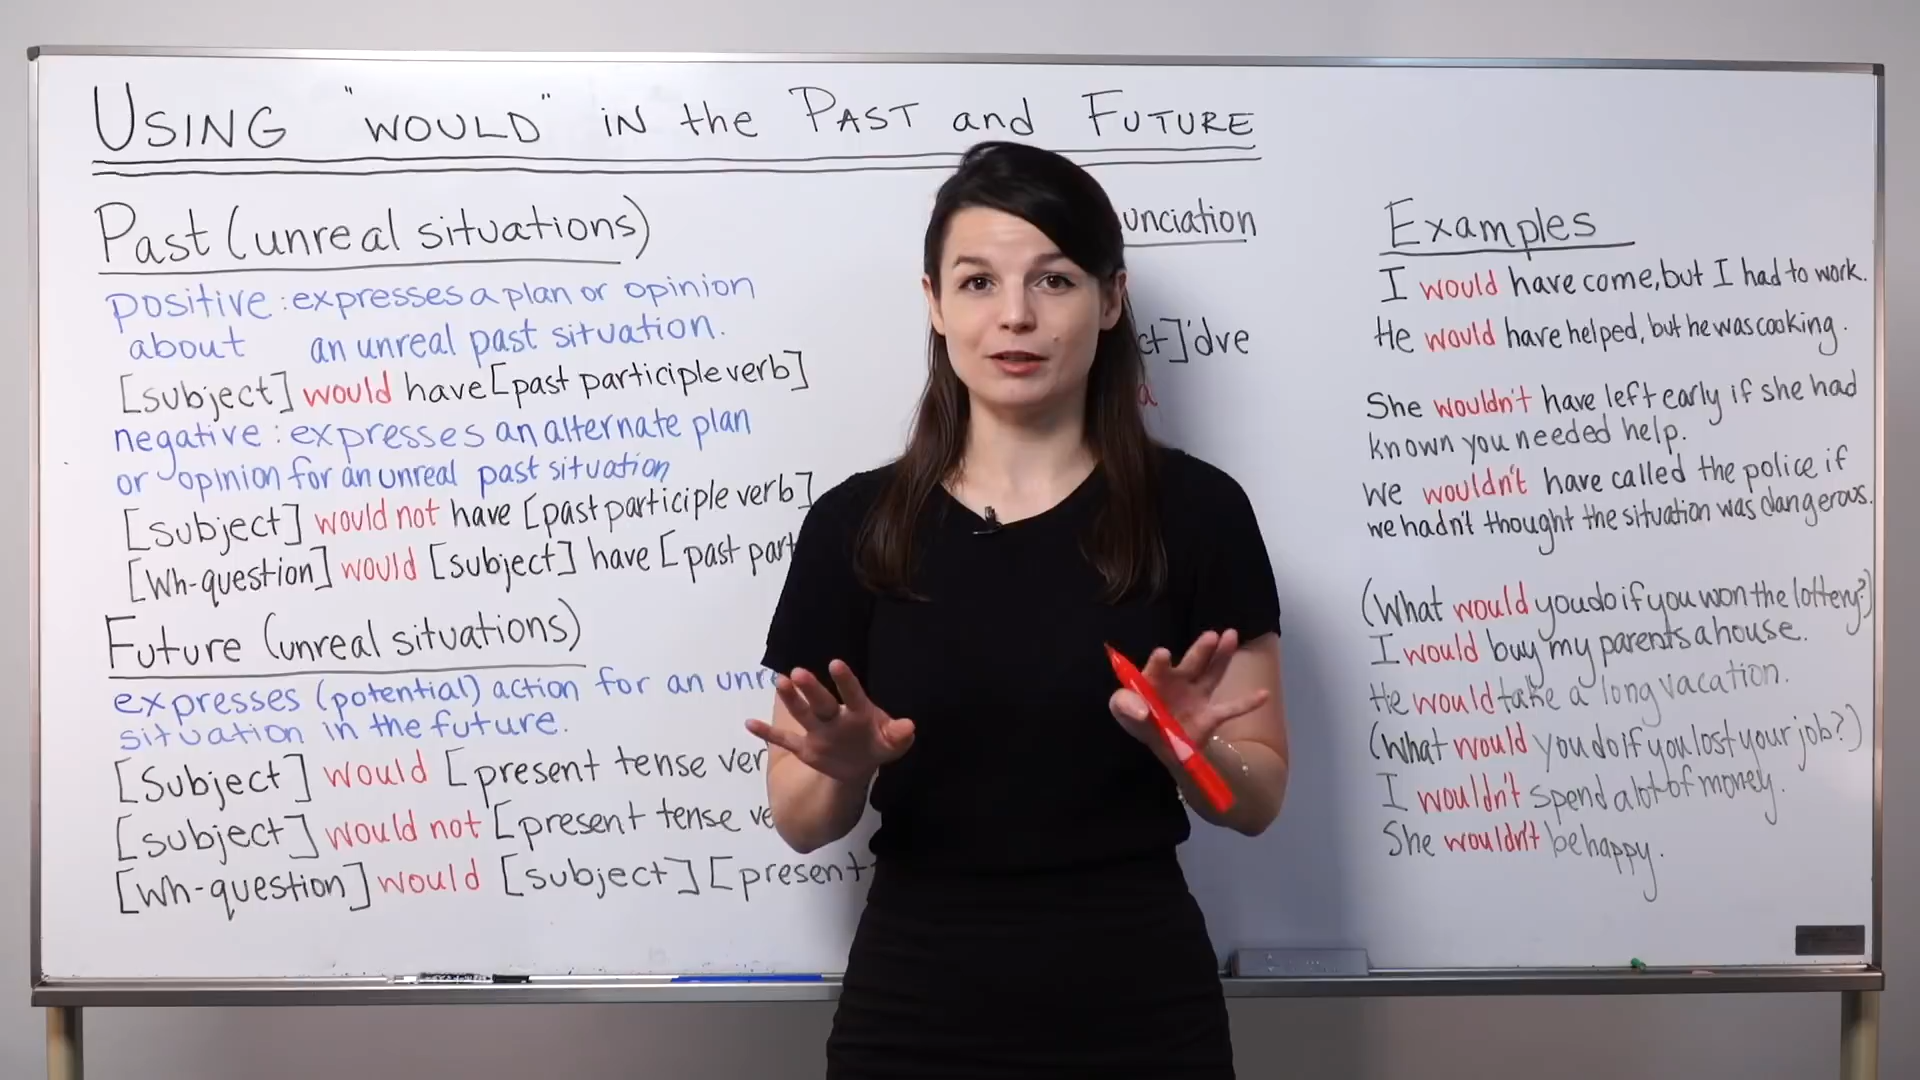 USING "WOULD" IN the PAST and FUTURE
Past (unreal situations)
positive: expresses a plan or opinion
about an unreal past situation.
[subject] would have [past participle verb]
negative: expresses an alternate plan
or opinion for an unreal past situation
[subject] would not have [past participle verb]
[Wh-question] would [subject] have [past part
Future (unreal situations)
expresses (potential) action for an unre
situation in the future.
[Subject] would [present tense ver
[subject] would not [present tense ve
[Wh-question] would [subject] [present
unciation
ct]'dve
a
Examples
I would have come, but I had to work.
He would have helped, but he was cooking.
She wouldn't have left early if she had
known you needed help.
We wouldn't have called the police if
we hadn't thought the situation was dangerous.
(What would you do if you won the lottery?)
I would buy my parents a house.
He would take a long vacation.
(What would you do if you lost your job?)
I wouldn't spend a lot of money.
She wouldn't be happy.